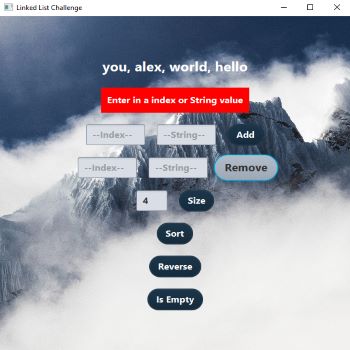 Linked List Challenge
you, alex, world, hello
Enter in a index or String value
--Index-- --String-- Add
--Index-- --String-- Remove
4 Size
Sort
Reverse
Is Empty